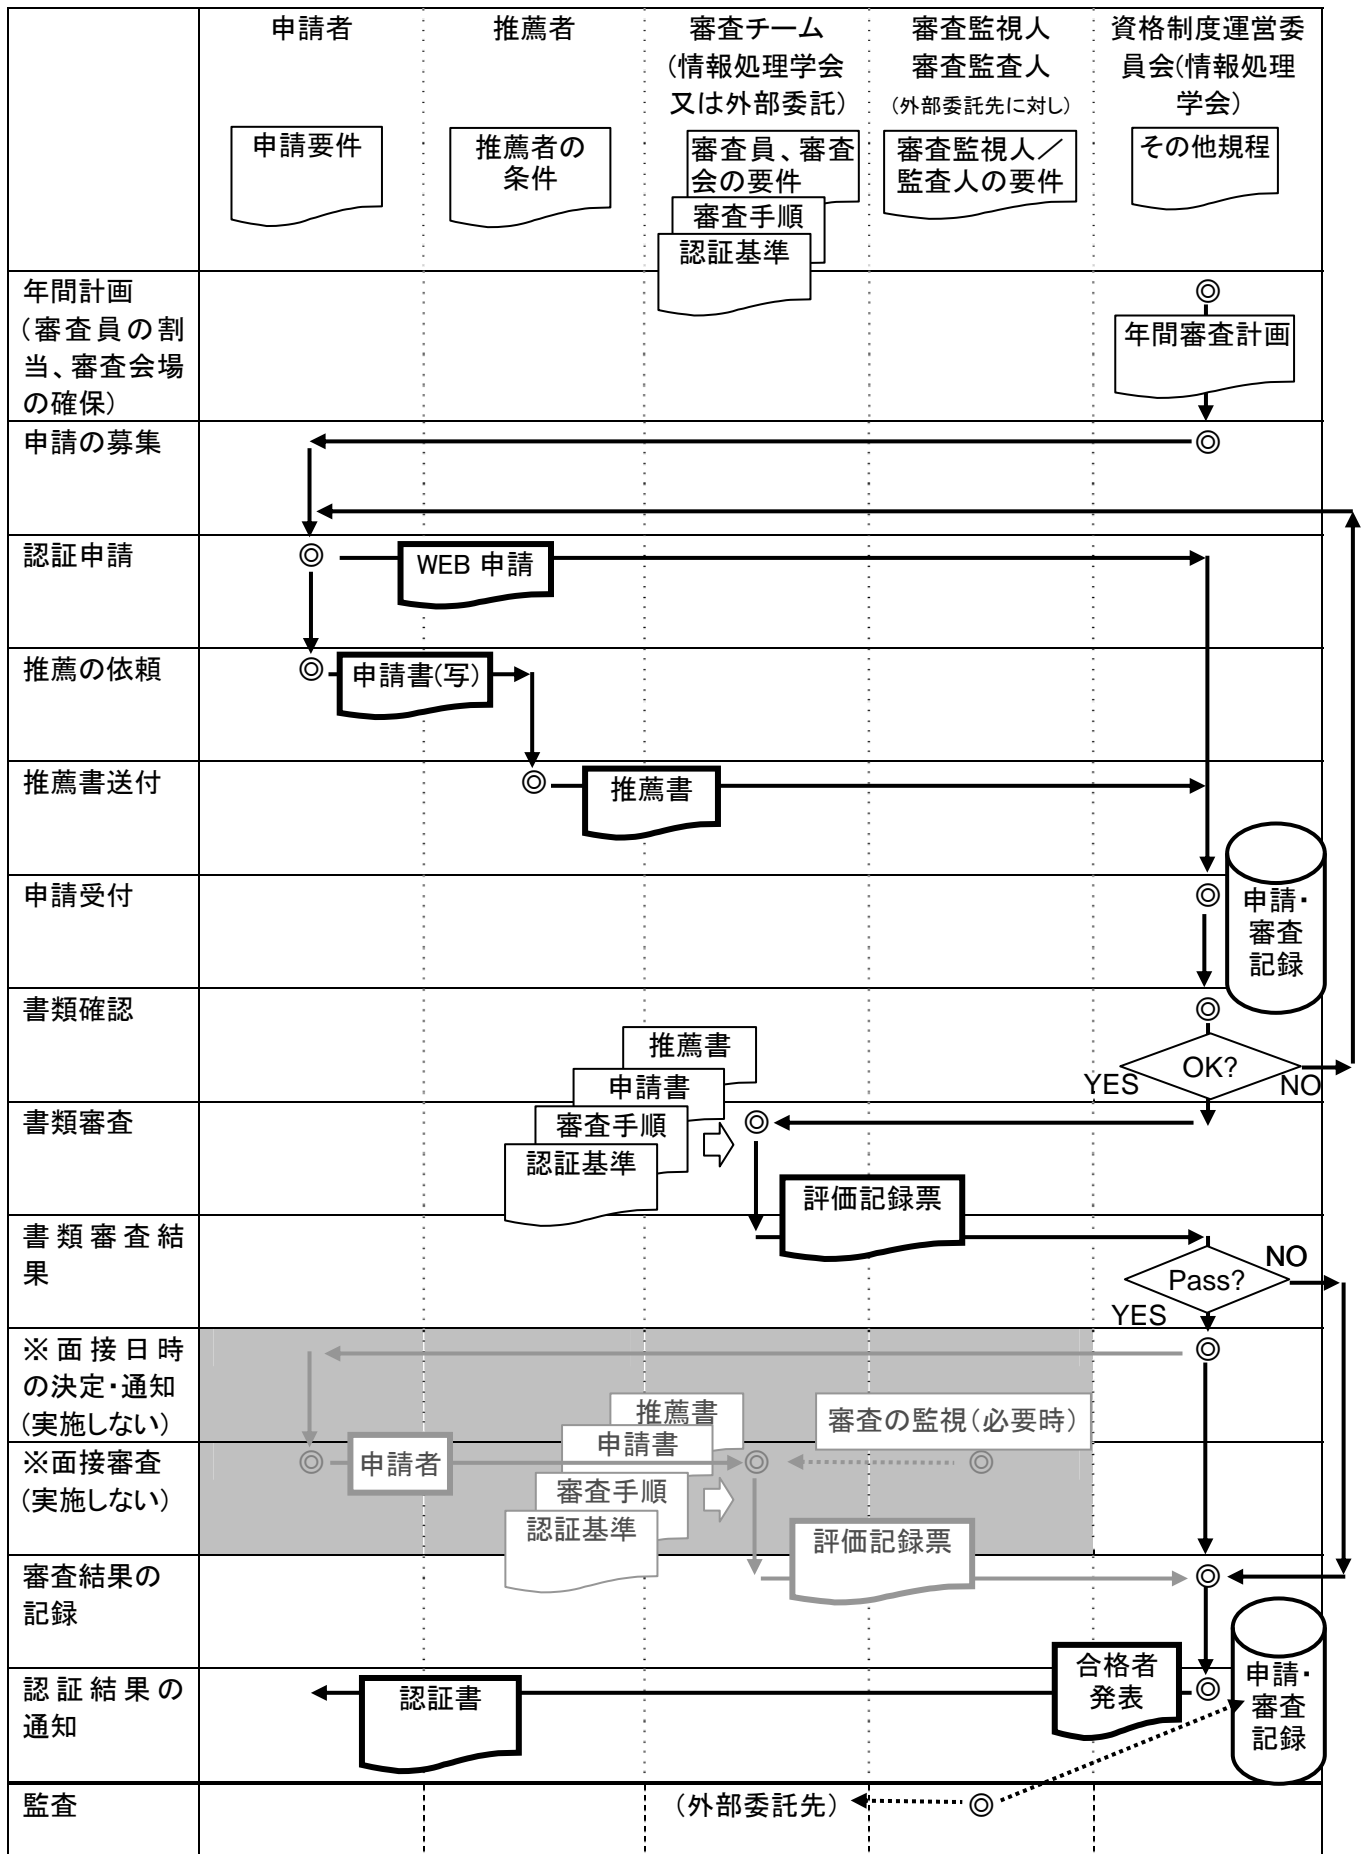 申請者
推薦者
審査チーム
(情報処理学会
又は外部委託)
審査監視人
審査監査人
(外部委託先に対し)
資格制度運営委
員会(情報処理
学会)
申請要件
推薦者の
条件
審査員、審査
会の要件
審査手順
認証基準
審査監視人／
監査人の要件
その他規程
年間計画
(審査員の割
当、審査会場
の確保)
◎
年間審査計画
申請の募集
◎
認証申請
◎
WEB 申請
推薦の依頼
◎
申請書(写)
推薦書送付
◎
推薦書
申請受付
◎
申請・
審査
記録
書類確認
◎
OK?
YES
NO
推薦書
申請書
審査手順
認証基準
書類審査
◎
評価記録票
書類審査結
果
Pass?
NO
YES
※面接日時
の決定・通知
(実施しない)
◎
推薦書
申請書
審査手順
認証基準
審査の監視(必要時)
※面接審査
(実施しない)
◎
申請者
◎
◎
評価記録票
審査結果の
記録
◎
認証結果の
通知
認証書
合格者
発表
◎
申請・
審査
記録
監査
(外部委託先)
◎